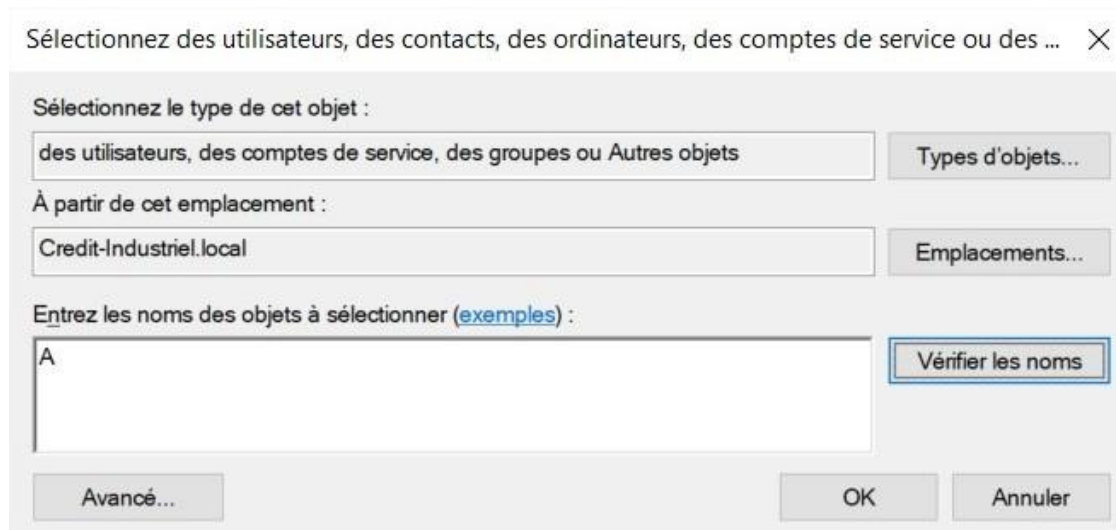 Sélectionnez des utilisateurs, des contacts, des ordinateurs, des comptes de service ou des ...
Sélectionnez le type de cet objet :
des utilisateurs, des comptes de service, des groupes ou Autres objets
Types d'objets...
À partir de cet emplacement :
Credit-Industriel.local
Emplacements...
Entrez les noms des objets à sélectionner (exemples) :
A
Vérifier les noms
Avancé...
OK
Annuler